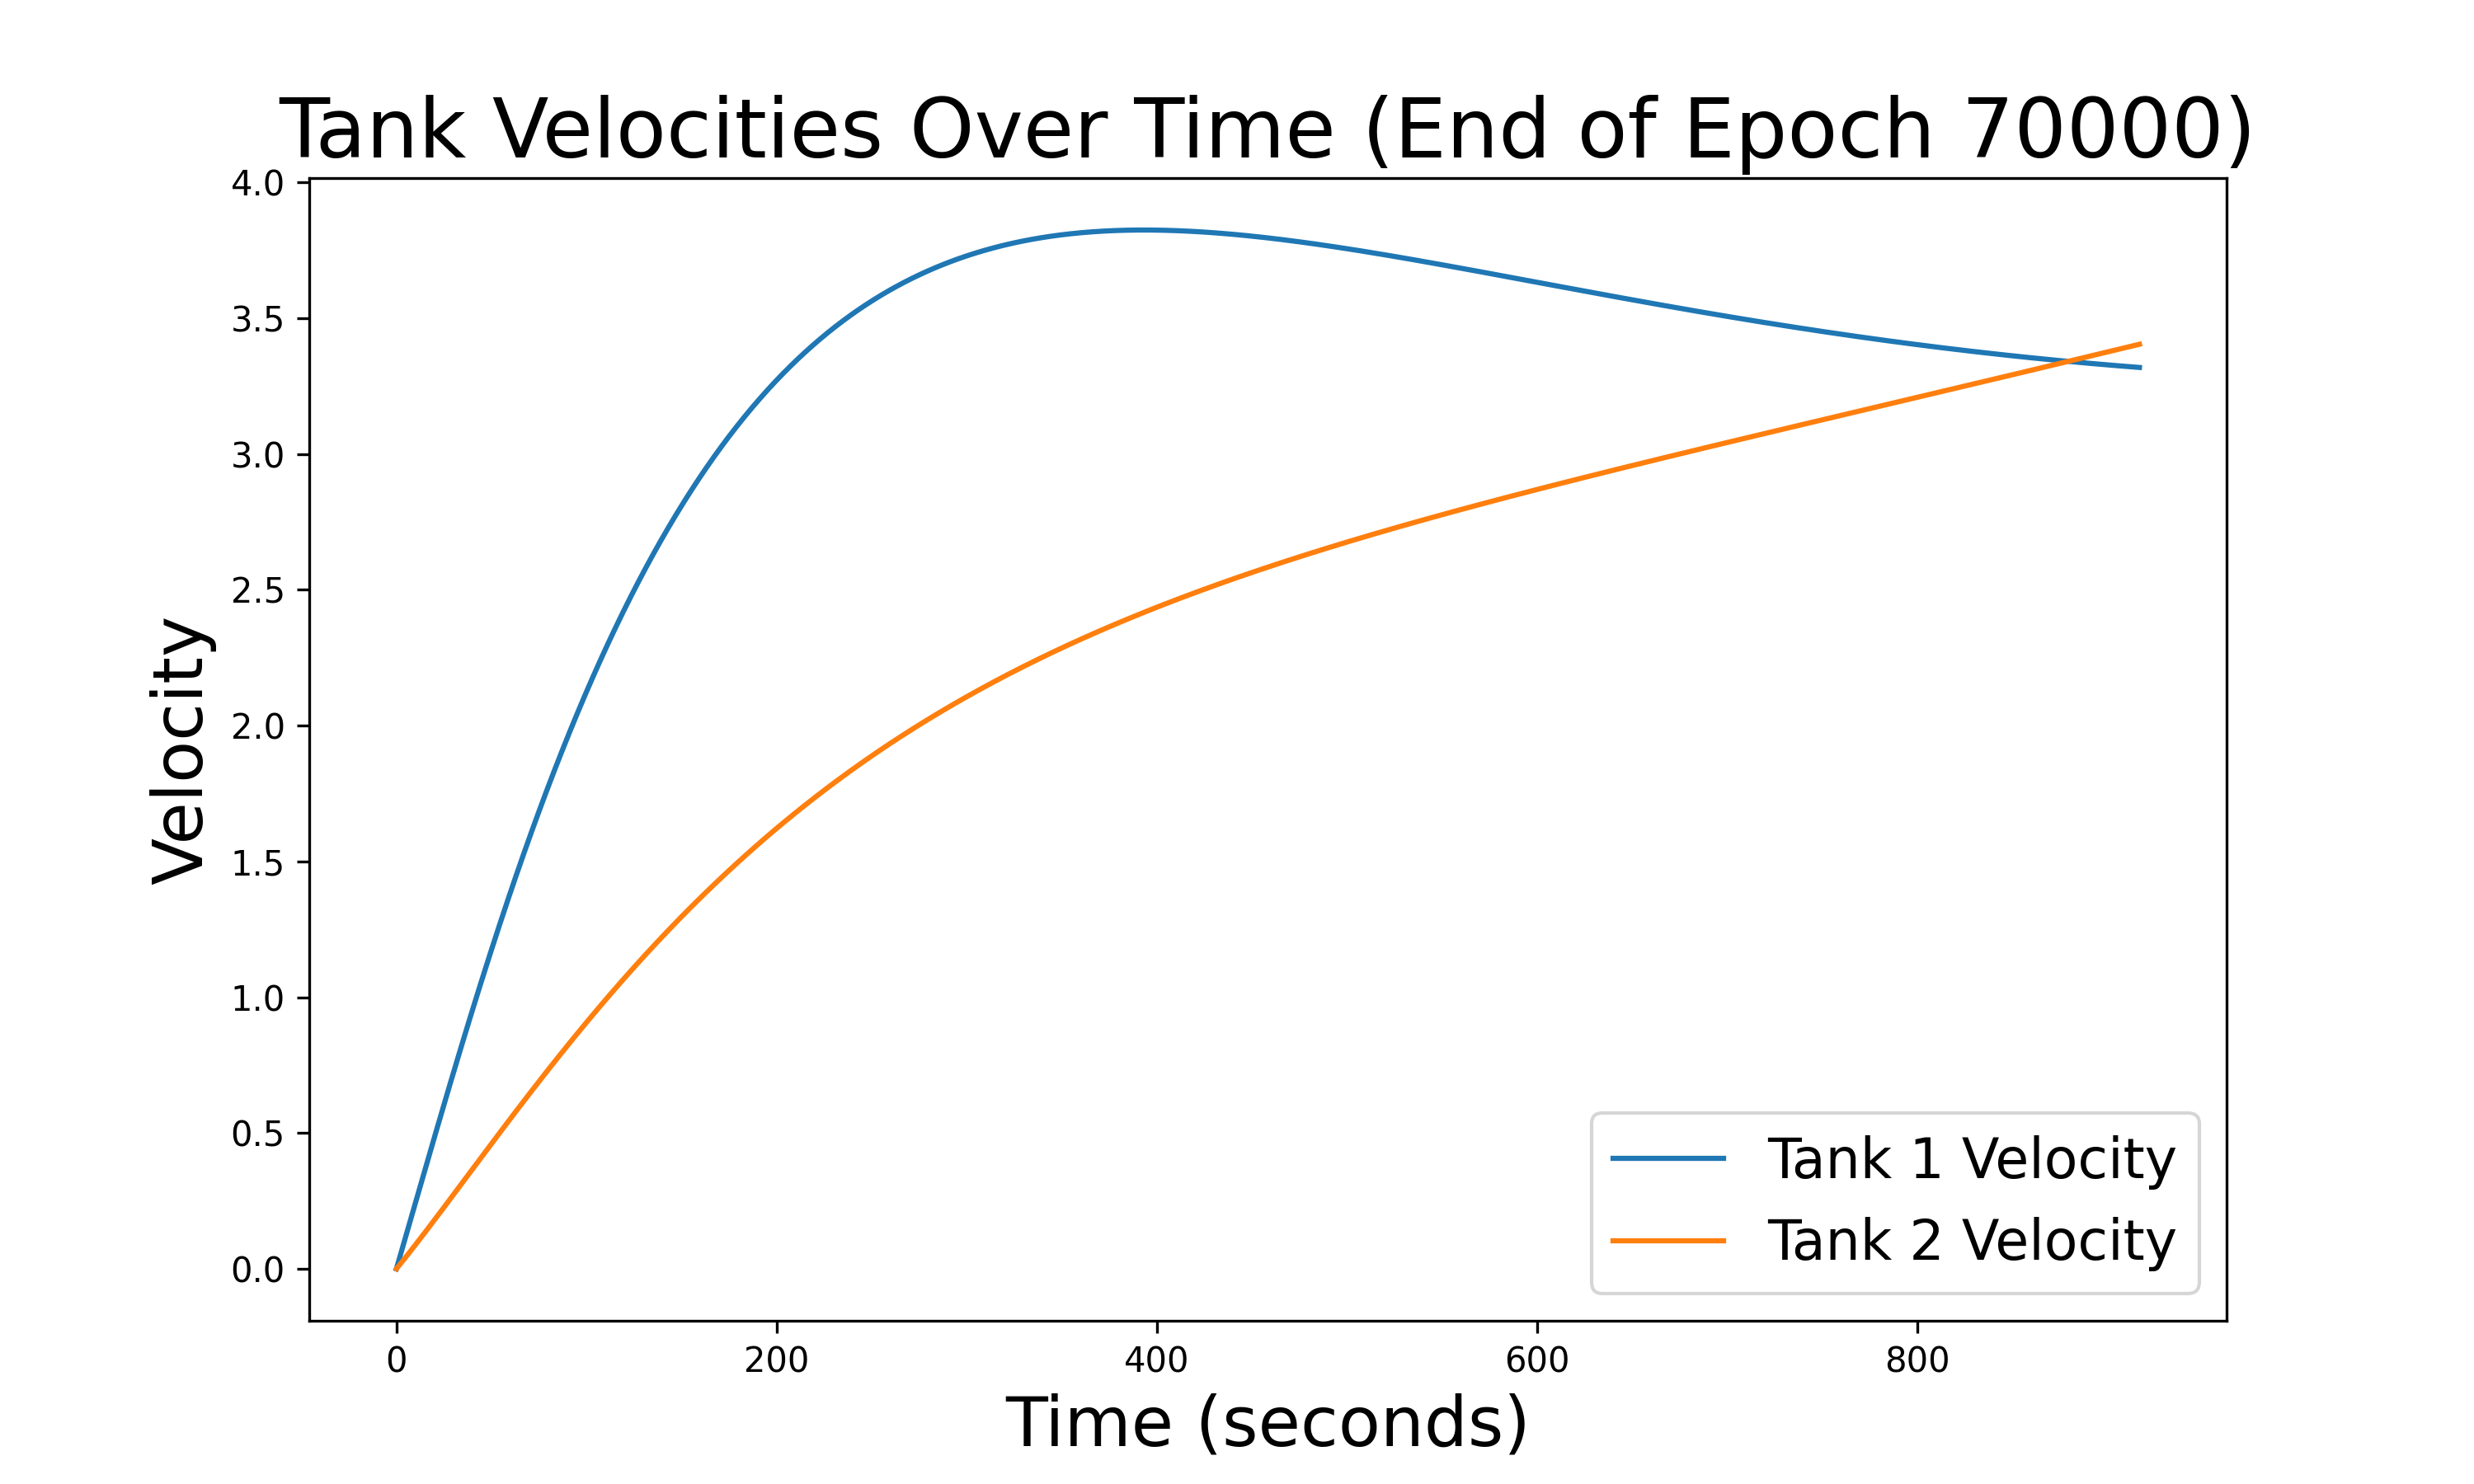 Tank Velocities Over Time (End of Epoch 70000)
4.0
3.5
3.0
2.5
2.0
1.5
1.0
0.5
0.0
Velocity
Tank 1 Velocity
Tank 2 Velocity
0 200 400 600 800
Time (seconds)